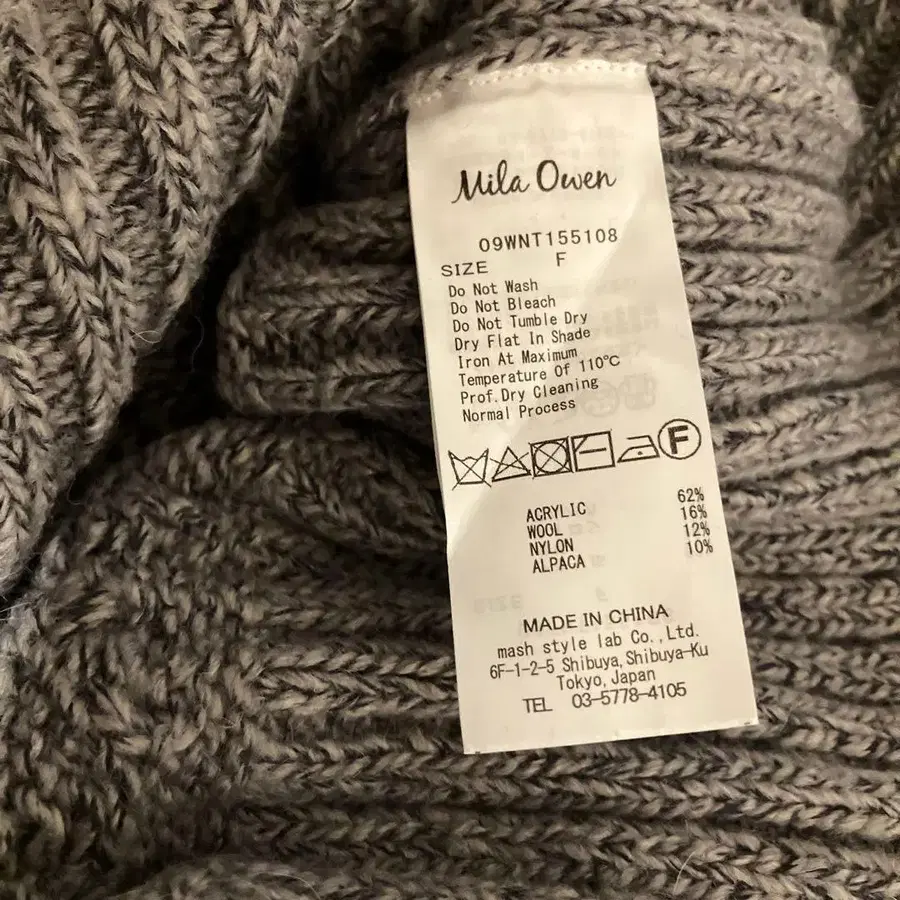 Mila Owen
09WNT155108
SIZE F
Do Not Wash
Do Not Bleach
Do Not Tumble Dry
Dry Flat In Shade
Iron At Maximum
Temperature Of 110℃
Prof.Dry Cleaning
Normal Process
F
ACRYLIC 62%
WOOL 16%
NYLON 12%
ALPACA 10%
MADE IN CHINA
mash style lab Co.,Ltd.
6F-1-2-5 Shibuya,Shibuya-Ku
Tokyo,Japan
TEL 03-5778-4105